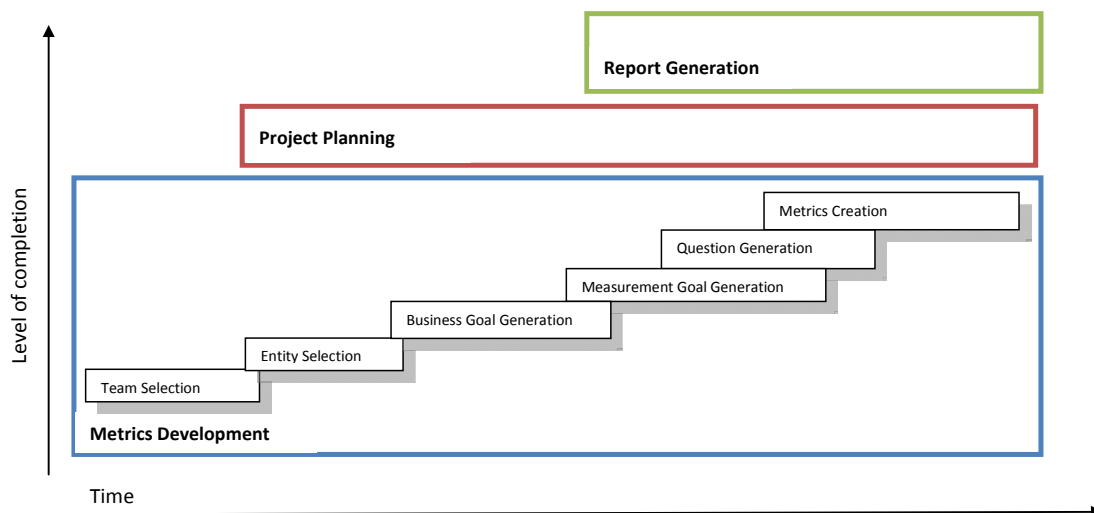 Report Generation
Project Planning
Metrics Creation
Question Generation
Measurement Goal Generation
Business Goal Generation
Entity Selection
Team Selection
Metrics Development
Level of completion
Time